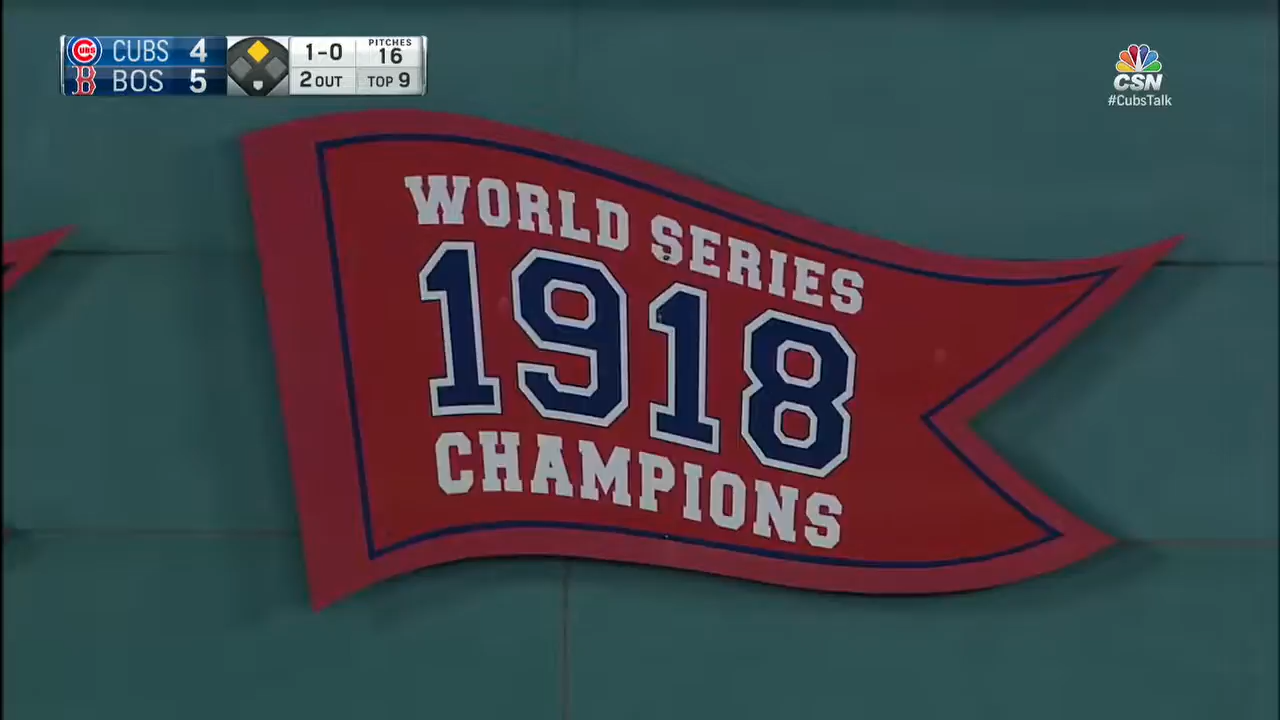 CUBS 4
BOS 5
1-0
2 OUT
PITCHES
16
TOP 9
CSN
#CubsTalk
WORLD SERIES
1918
CHAMPIONS